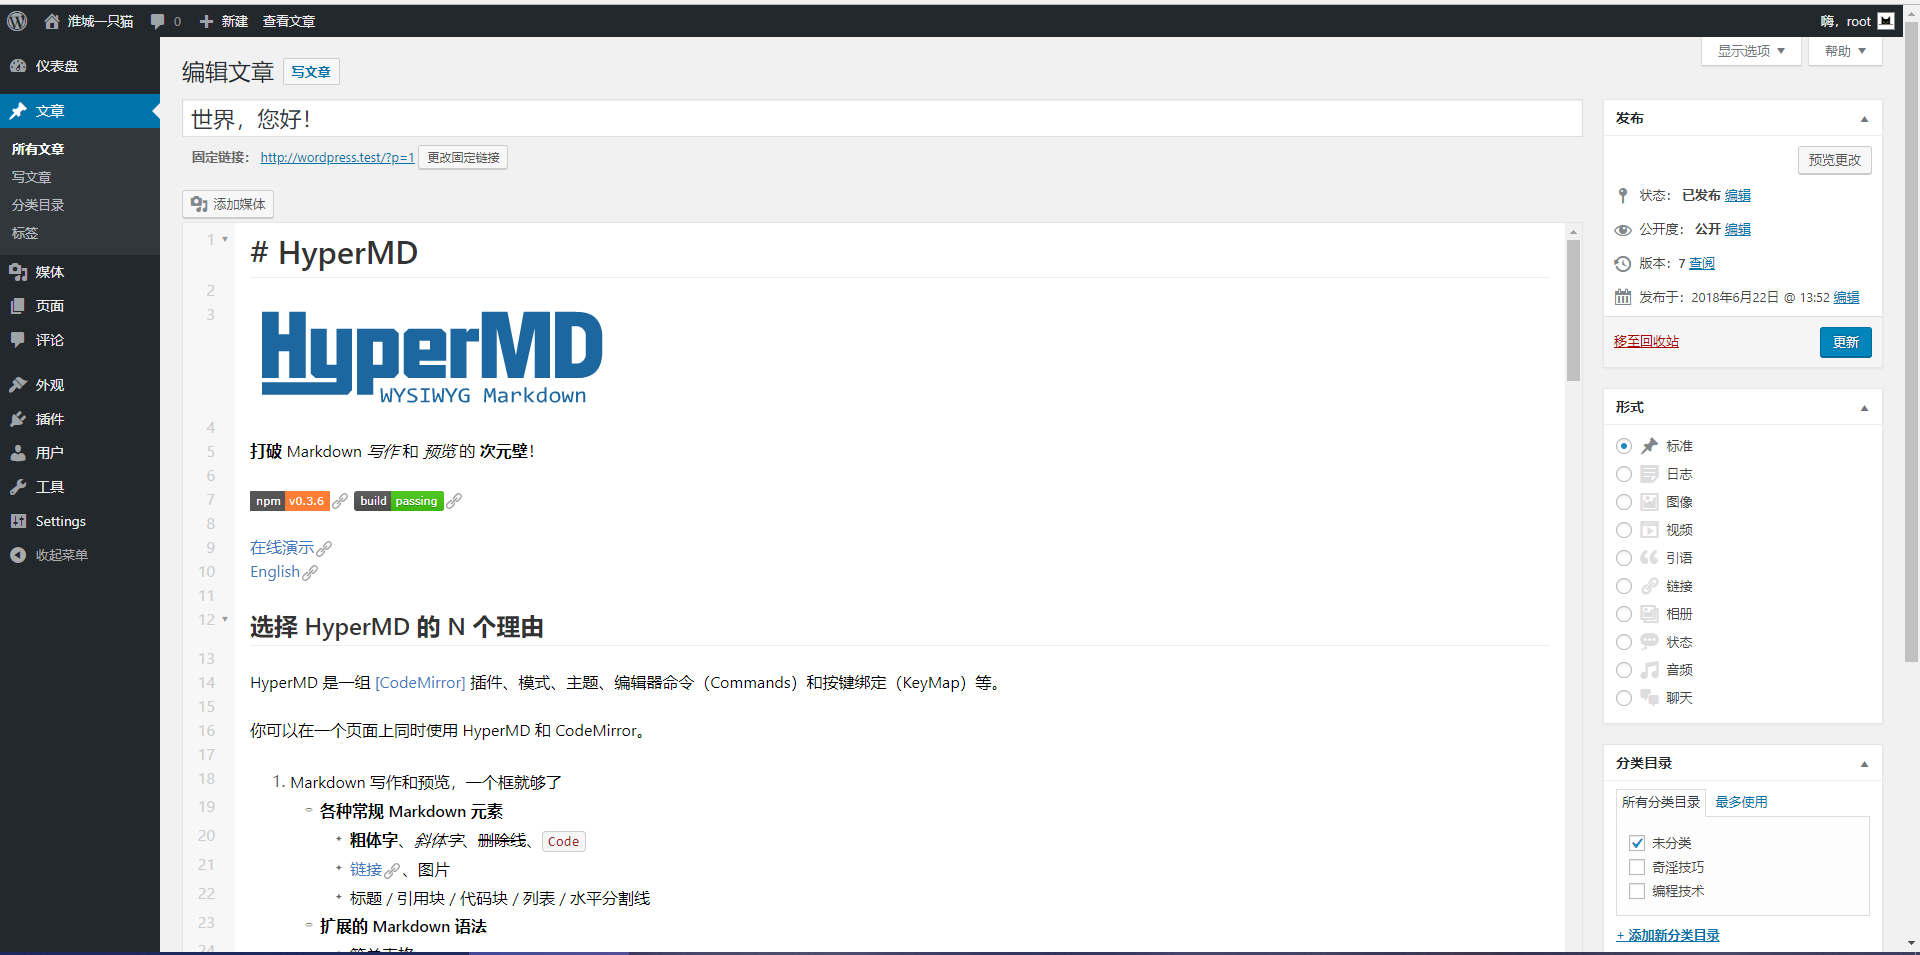 淮城一只猫 0 新建 查看文章 嗨，root
显示选项 帮助
仪表盘
文章
所有文章
写文章
分类目录
标签
媒体
页面
评论
外观
插件
用户
工具
Settings
收起菜单
编辑文章 写文章
世界，您好！
固定链接： http://wordpress.test/?p=1 更改固定链接
添加媒体
1 # HyperMD
2
3
HyperMD
WYSIWYG Markdown
4
5 打破 Markdown 写作 和 预览 的 次元壁！
6
7 npm v0.3.6 build passing
8
9 在线演示
10 English
11
12 选择 HyperMD 的 N 个理由
13
14 HyperMD 是一组 [CodeMirror] 插件、模式、主题、编辑器命令（Commands）和按键绑定（KeyMap）等。
15
16 你可以在一个页面上同时使用 HyperMD 和 CodeMirror。
17
18 1. Markdown 写作和预览，一个框就够了
19 各种常规 Markdown 元素
20 粗体字、斜体字、删除线、 Code
21 链接 、图片
22 标题 / 引用块 / 代码块 / 列表 / 水平分割线
23 扩展的 Markdown 语法
24 简单表格
发布
预览更改
状态： 已发布 编辑
公开度： 公开 编辑
版本：7 查阅
发布于：2018年6月22日 @ 13:52 编辑
移至回收站 更新
形式
标准
日志
图像
视频
引语
链接
相册
状态
音频
聊天
分类目录
所有分类目录 最多使用
未分类
奇淫技巧
编程技术
+ 添加新分类目录